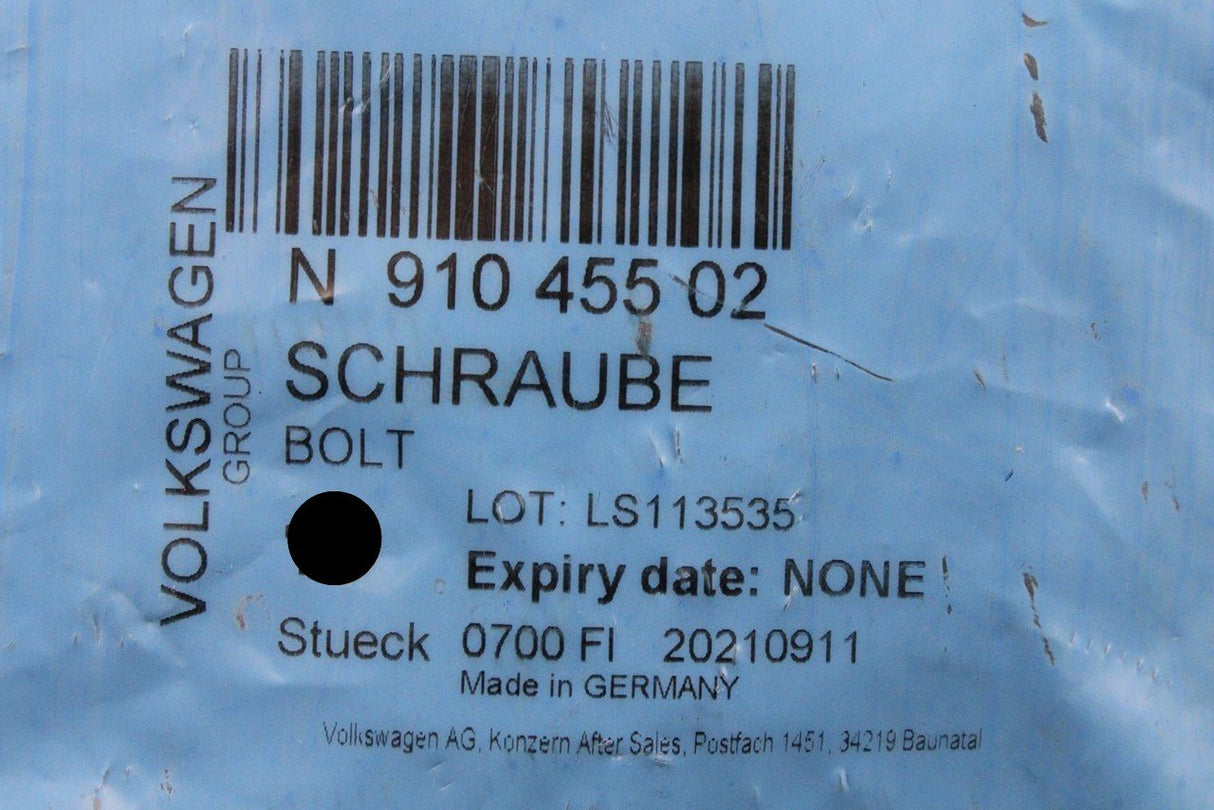 VOLKSWAGEN
GROUP
N 910 455 02
SCHRAUBE
BOLT
LOT: LS113535
Expiry date: NONE
Stueck 0700 FI 20210911
Made in GERMANY
Volkswagen AG, Konzern After Sales, Postfach 1451, 34219 Baunatal